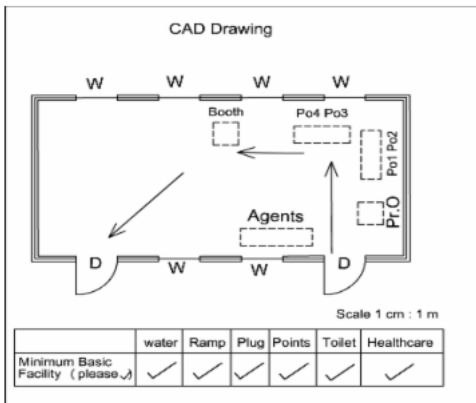 CAD Drawing
W W W W
Booth Po4 Po3
Po1 Po2
Pr.O
Agents
D W W D
Scale 1 cm : 1 m
water Ramp Plug Points Toilet Healthcare
Minimum Basic
Facility ( please ✓)
✓ ✓ ✓ ✓ ✓ ✓